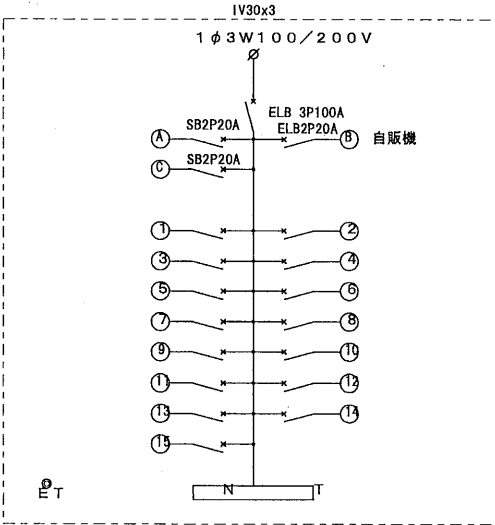 IV30x3
1φ3W100/200V
ELB 3P100A
SB2P20A
ELB2P20A
A
B
自販機
SB2P20A
C
1
2
3
4
5
6
7
8
9
10
11
12
13
14
15
ET
N
T